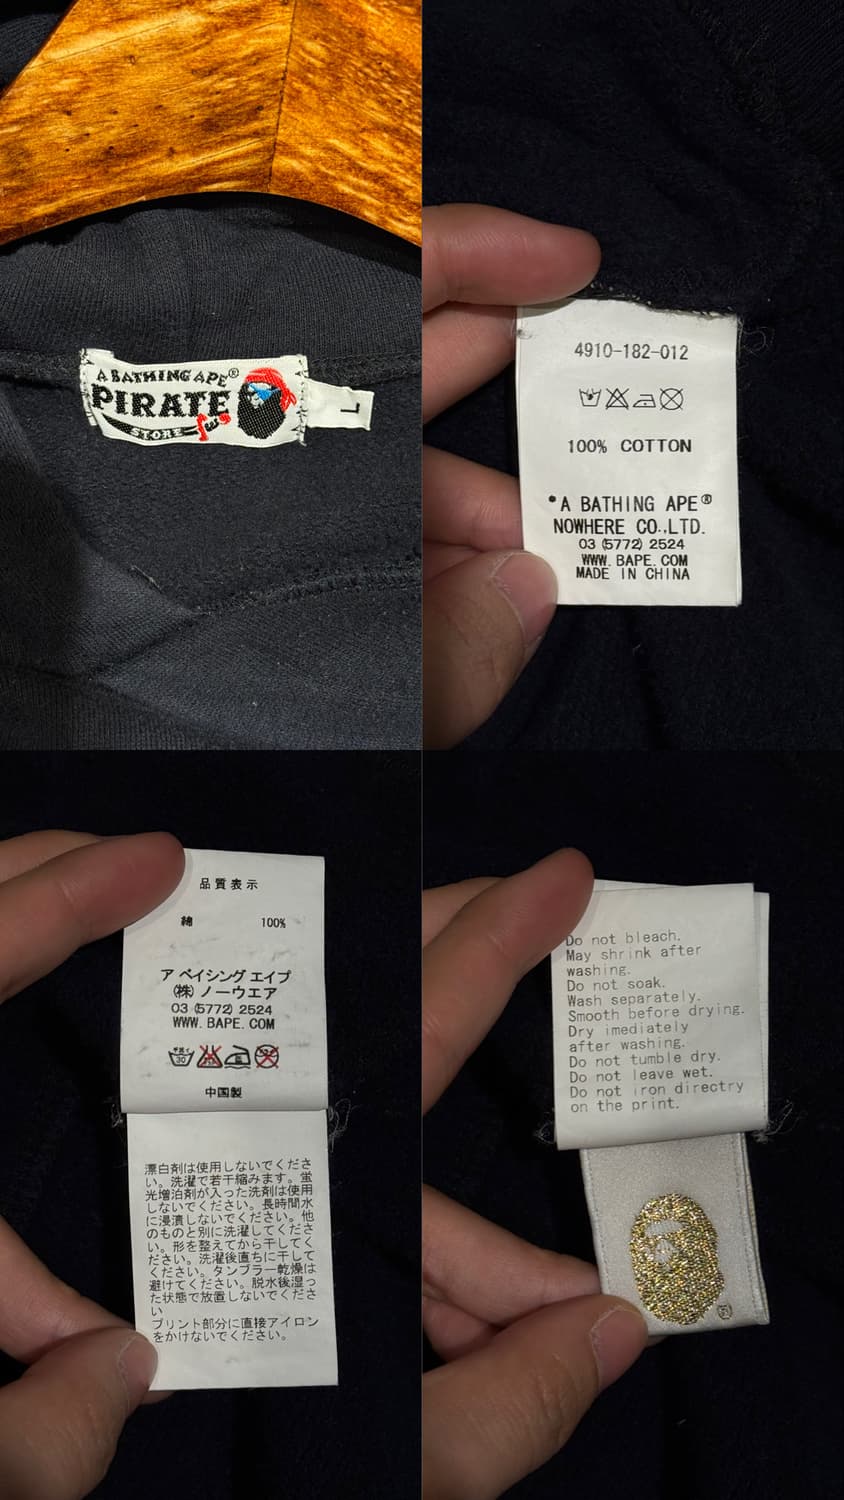 A BATHING APE®
PIRATE
STORE
L
4910-182-012
100% COTTON
A BATHING APE®
NOWHERE CO.,LTD.
03 (5772) 2524
WWW. BAPE. COM
MADE IN CHINA
品質表示
綿 100%
ア ベイシング エイプ
(株) ノーウエア
03 (5772) 2524
WWW. BAPE. COM
手洗イ
30
中国製
漂白剤は使用しないでくださ
い。洗濯で若干縮みます。蛍
光増泊剤が入った洗剤は使用
しないでください。長時間水
に浸漬しないでください。他
のものと別に洗濯してくださ
い。形を整えてから干してく
ださい。洗濯後直ちに干して
ください。タンブラー乾燥は
避けてください。脱水後湿っ
た状態で放置しないでくださ
い
プリント部分に直接アイロン
をかけないでください。
Do not bleach.
May shrink after
washing.
Do not soak.
Wash separately.
Smooth before drying.
Dry imediately
after washing.
Do not tumble dry.
Do not leave wet.
Do not iron directry
on the print.
®